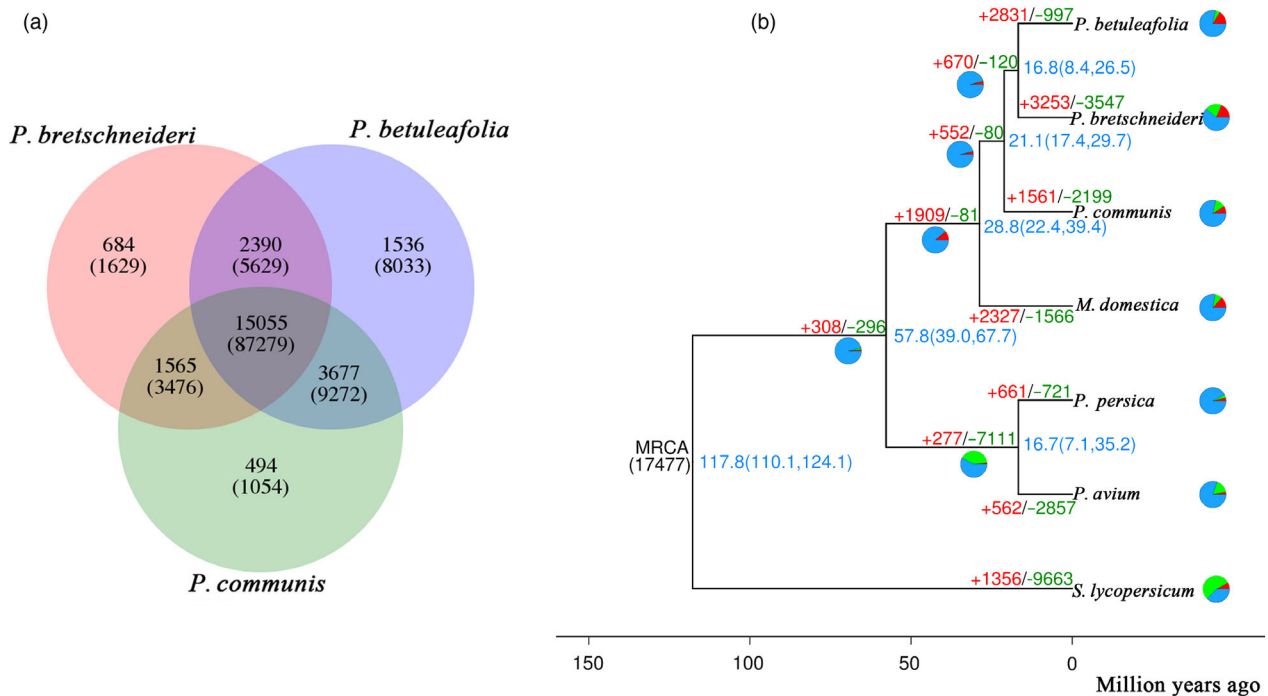 (a)
P. bretschneideri
P. betuleafolia
684
(1629)
2390
(5629)
1536
(8033)
15055
(87279)
1565
(3476)
3677
(9272)
494
(1054)
P. communis
(b)
+2831/−997
P. betuleafolia
+670/−120
16.8(8.4,26.5)
+3253/−3547
P. bretschneideri
+552/−80
21.1(17.4,29.7)
+1561/−2199
P. communis
+1909/−81
28.8(22.4,39.4)
M. domestica
+2327/−1566
+308/−296
57.8(39.0,67.7)
+661/−721
P. persica
+277/−7111
16.7(7.1,35.2)
MRCA
(17477)
117.8(110.1,124.1)
P. avium
+562/−2857
+1356/−9663
S. lycopersicum
150 100 50 0
Million years ago